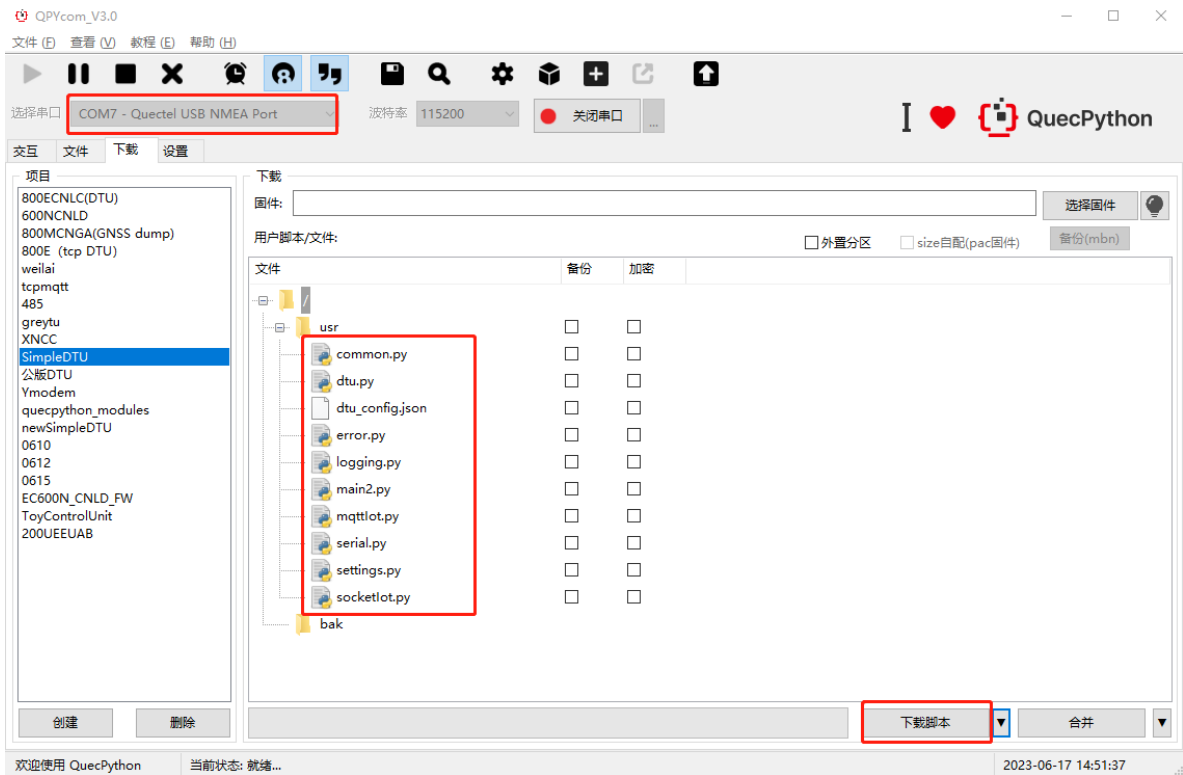 QPYcom_V3.0
文件 (F) 查看 (V) 教程 (E) 帮助 (H)
选择串口 COM7 - Quectel USB NMEA Port 波特率 115200 关闭串口 ... I QuecPython
交互 文件 下载 设置
项目
800ECNLC(DTU)
600NCNLD
800MCNGA(GNSS dump)
800E (tcp DTU)
weilai
tcpmqtt
485
greytu
XNCC
SimpleDTU
公版DTU
Ymodem
quecpython_modules
newSimpleDTU
0610
0612
0615
EC600N_CNLD_FW
ToyControlUnit
200UEEUAB
创建 删除
下载
固件: 选择固件
用户脚本/文件: 外置分区 size自配(pac固件) 备份(mbn)
文件 备份 加密
/
usr
common.py
dtu.py
dtu_config.json
error.py
logging.py
main2.py
mqttIot.py
serial.py
settings.py
socketIot.py
bak
下载脚本 合并
欢迎使用 QuecPython 当前状态: 就绪... 2023-06-17 14:51:37